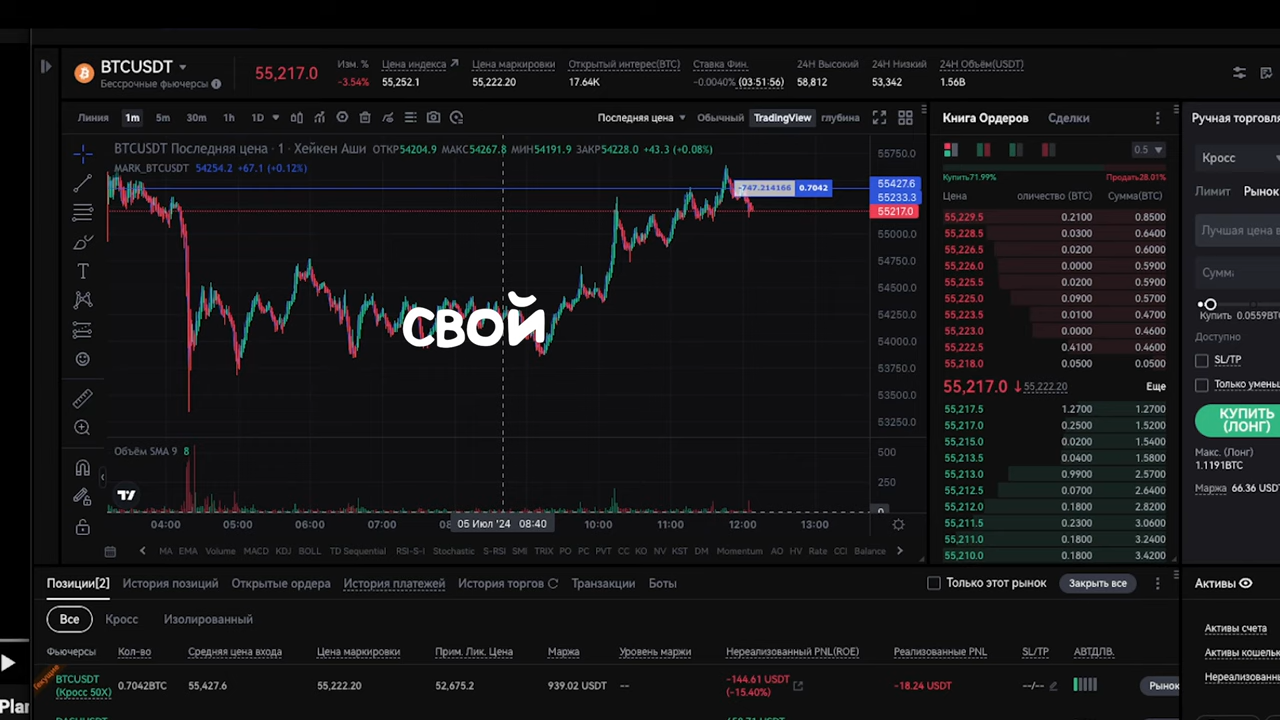 BTCUSDT
Бессрочные фьючерсы
55,217.0
Изм. %
-3.54%
Цена индекса
55,252.1
Цена маркировки
55,222.20
Открытый интерес(BTC)
17.64K
Ставка Фин.
-0.0040% (03:51:56)
24Н Высокий
58,812
24Н Низкий
53,342
24Н Объём(USDT)
1.56B
Линия 1m 5m 30m 1h 1D
Последняя цена Обычный TradingView глубина
BTCUSDT Последняя цена · 1 · Хейкен Аши ОТКР54204.9 МАКС54267.8 МИН54191.9 ЗАКР54228.0 +43.3 (+0.08%)
MARK_BTCUSDT 54254.2 +67.1 (+0.12%)
-747.214166 0.7042
55750.0
55427.6
55233.3
55217.0
55000.0
54750.0
54500.0
54250.0
54000.0
53750.0
53500.0
53250.0
свой
Объём SMA 9 8
500
250
0
04:00 05:00 06:00 07:00 05 Июл '24 08:40 10:00 11:00 12:00 13:00
MA EMA Volume MACD KDJ BOLL TD Sequential RSI-S-I Stochastic S-RSI SMI TRIX PO PC PVT CC KO NV KST DM Momentum AO HV Rate CCI Balance
Книга Ордеров Сделки
0.5
Купить71.99% Продать28.01%
Цена оличество (BTC) Сумма(BTC)
55,229.5 0.2100 0.8500
55,228.5 0.0300 0.6400
55,226.5 0.0200 0.6000
55,226.0 0.0000 0.5900
55,225.5 0.0200 0.5900
55,225.0 0.0900 0.5700
55,223.5 0.0100 0.4700
55,223.0 0.0000 0.4600
55,222.5 0.4100 0.4600
55,218.0 0.0500 0.0500
55,217.0 55,222.20 Еще
55,217.5 1.2700 1.2700
55,217.0 0.2500 1.5200
55,215.0 0.0200 1.5400
55,213.5 0.0400 1.5800
55,213.0 0.9900 2.5700
55,212.5 0.0700 2.6400
55,212.0 0.1800 2.8200
55,211.5 0.2300 3.0600
55,211.0 0.1800 3.2400
55,210.0 0.1800 3.4200
Ручная торговл
Кросс
Лимит Рынок
Лучшая цена в
Сумма
Купить 0.0559BT
Доступно
SL/TP
Только умень
КУПИТЬ
(ЛОНГ)
Макс. (Лонг)
1.1191BTC
Маржа 66.36 USDT
Позиции[2] История позиций Открытые ордера История платежей История торгов Транзакции Боты
Только этот рынок Закрыть все
Все Кросс Изолированный
Фьючерсы Кол-во Средняя цена входа Цена маркировки Прим. Лик. Цена Маржа Уровень маржи Нереализованный PNL(ROE) Реализованные PNL SL/TP АВТДЛВ.
Текущие
BTCUSDT
(Кросс 50X)
0.7042BTC 55,427.6 55,222.20 52,675.2 939.02 USDT -- -144.61 USDT
(-15.40%)
-18.24 USDT --/-- Рынок
Активы
Активы счета
Активы кошельк
Нереализованны
Plar